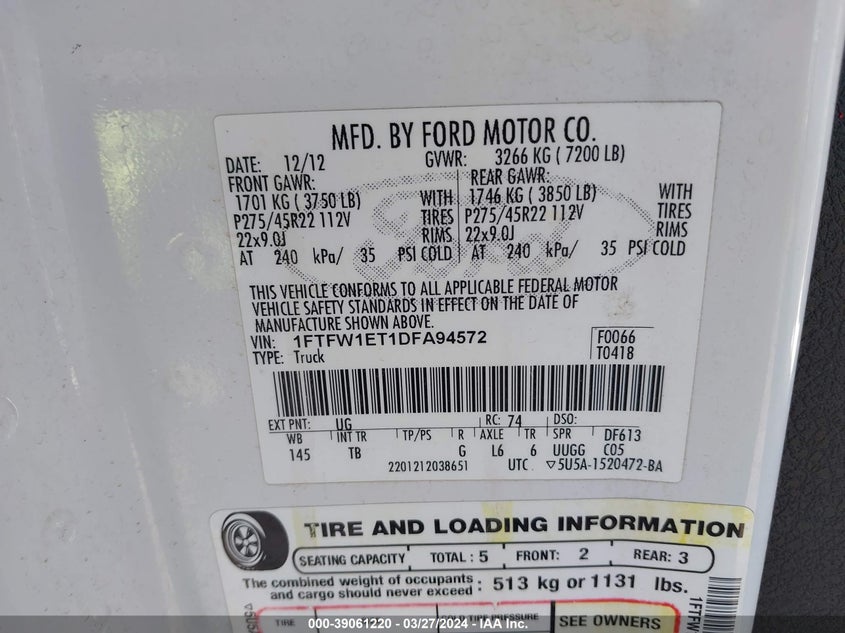 MFD. BY FORD MOTOR CO.
DATE: 12/12 GVWR: 3266 KG ( 7200 LB)
FRONT GAWR: REAR GAWR:
1701 KG ( 3750 LB) WITH 1746 KG ( 3850 LB) WITH
P275/45R22 112V TIRES P275/45R22 112V TIRES
22x9.0J RIMS 22x9.0J RIMS
AT 240 kPa/ 35 PSI COLD AT 240 kPa/ 35 PSI COLD
Ford
THIS VEHICLE CONFORMS TO ALL APPLICABLE FEDERAL MOTOR
VEHICLE SAFETY STANDARDS IN EFFECT ON THE DATE OF
MANUFACTURE SHOWN ABOVE.
VIN: 1FTFW1ET1DFA94572 F0066
TYPE: Truck T0418
EXT PNT: UG RC: 74 DSO:
WB INT TR TP/PS R AXLE TR SPR DF613
145 TB G L6 6 UUGG C05
2201212038651 UTC ▽5U5A-1520472-BA
TIRE AND LOADING INFORMATION
SEATING CAPACITY TOTAL : 5 FRONT: 2 REAR: 3
The combined weight of occupants : 513 kg or 1131 lbs.
and cargo should never exceed
TIRE TIRE PRESSURE SEE OWNERS
▽5U5
1FTFW
000-39061220 - 03/27/2024 - IAA Inc.